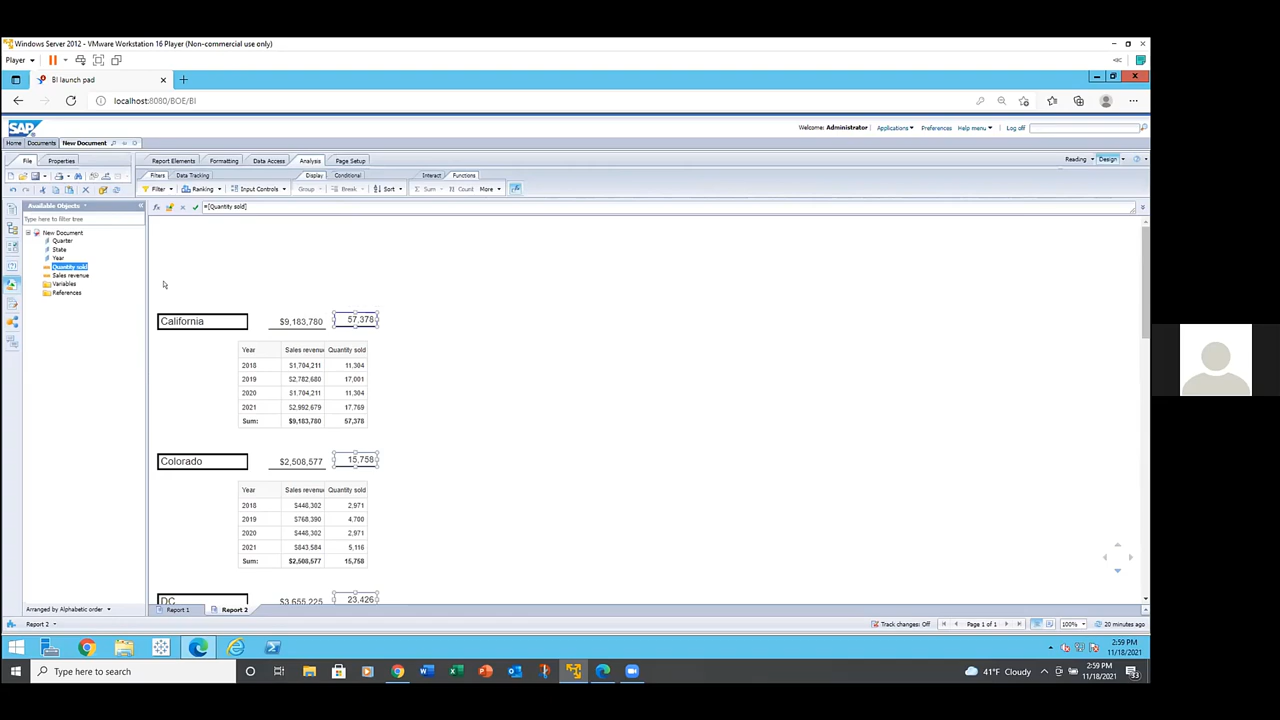 Windows Server 2012 - VMware Workstation 16 Player (Non-commercial use only)
Player
BI launch pad
localhost:8080/BOE/BI
SAP
Welcome: Administrator Applications Preferences Help menu Log off
Home Documents New Document
File Properties Report Elements Formatting Data Access Analysis Page Setup Reading Design
Filters Data Tracking Display Conditional Interact Functions
Filter Ranking Input Controls Group Break Sort Sum Count More
Available Objects =[Quantity sold]
Type here to filter tree
New Document
Quarter
State
Year
Quantity sold
Sales revenue
Variables
References
California $9,183,780 57,378
Year Sales revenu Quantity sold
2018 $1,704,211 11,304
2019 $2,782,680 17,001
2020 $1,704,211 11,304
2021 $2,992,679 17,769
Sum: $9,183,780 57,378
Colorado $2,508,577 15,758
Year Sales revenu Quantity sold
2018 $448,302 2,971
2019 $768,390 4,700
2020 $448,302 2,971
2021 $843,584 5,116
Sum: $2,508,577 15,758
DC $3,655,225 23,426
Arranged by Alphabetic order Report 1 Report 2
Report 2 Track changes: Off Page 1 of 1 100% 20 minutes ago
2:59 PM
11/18/2021
Type here to search 41°F Cloudy 2:59 PM
11/18/2021